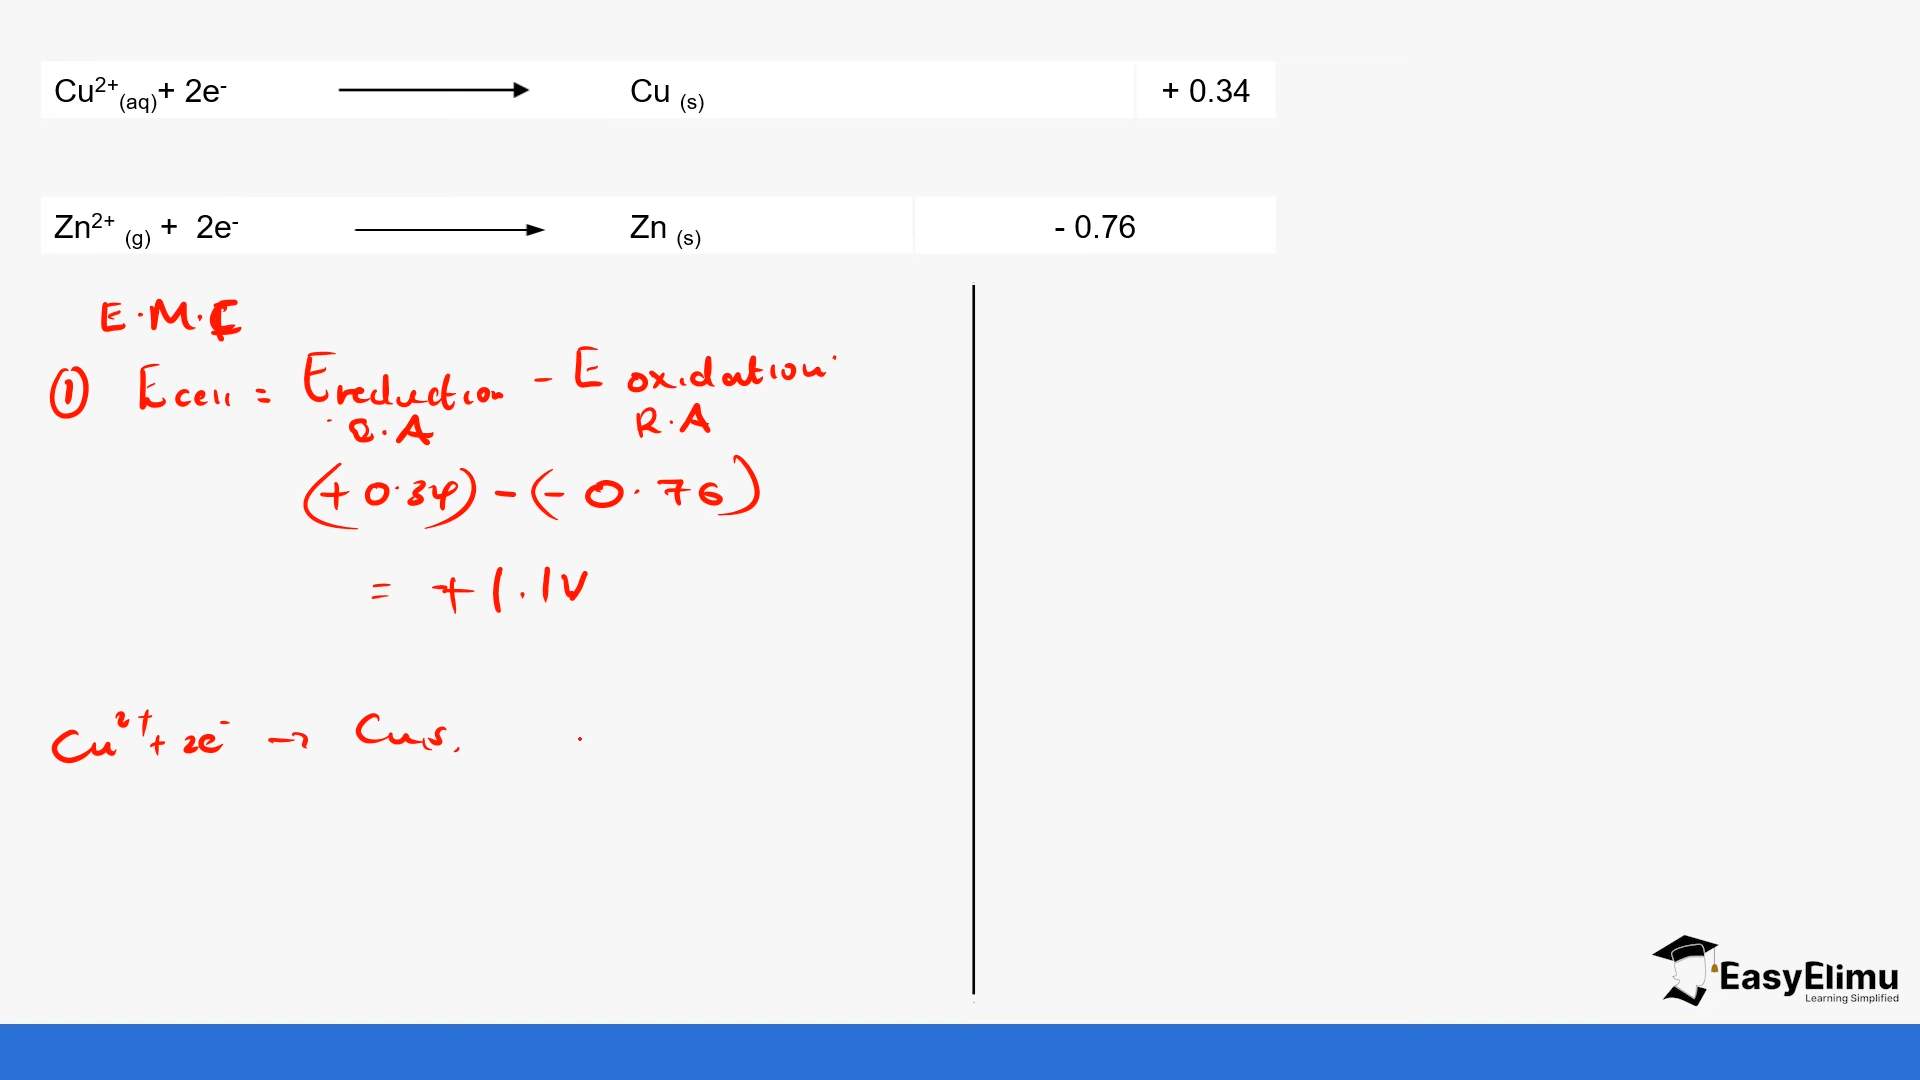 Cu²⁺(aq)+ 2e⁻ ⟶ Cu (s) + 0.34
Zn²⁺ (g) + 2e⁻ ⟶ Zn (s) - 0.76
E.M.F
① Ecell = Ereduction - E oxidation
R.A R.A
(+0.34) - (-0.76)
= +1.1V
Cu²⁺ + 2e⁻ → Cu(s)
EasyElimu
Learning Simplified